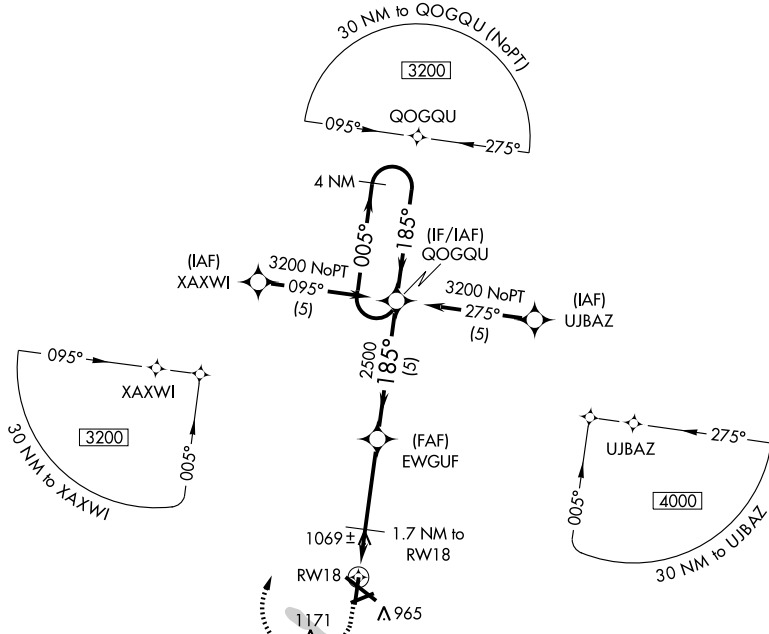 30 NM to QOGQU (NoPT)
3200
QOGQU
095°
275°
4 NM
005°
185°
(IF/IAF)
QOGQU
(IAF)
XAXWI
3200 NoPT
095°
(5)
3200 NoPT
275°
(5)
(IAF)
UJBAZ
2500
185°
(5)
095°
XAXWI
3200
005°
30 NM to XAXWI
(FAF)
EWGUF
UJBAZ
275°
4000
005°
30 NM to UJBAZ
1069±
1.7 NM to
RW18
RW18
965
1171